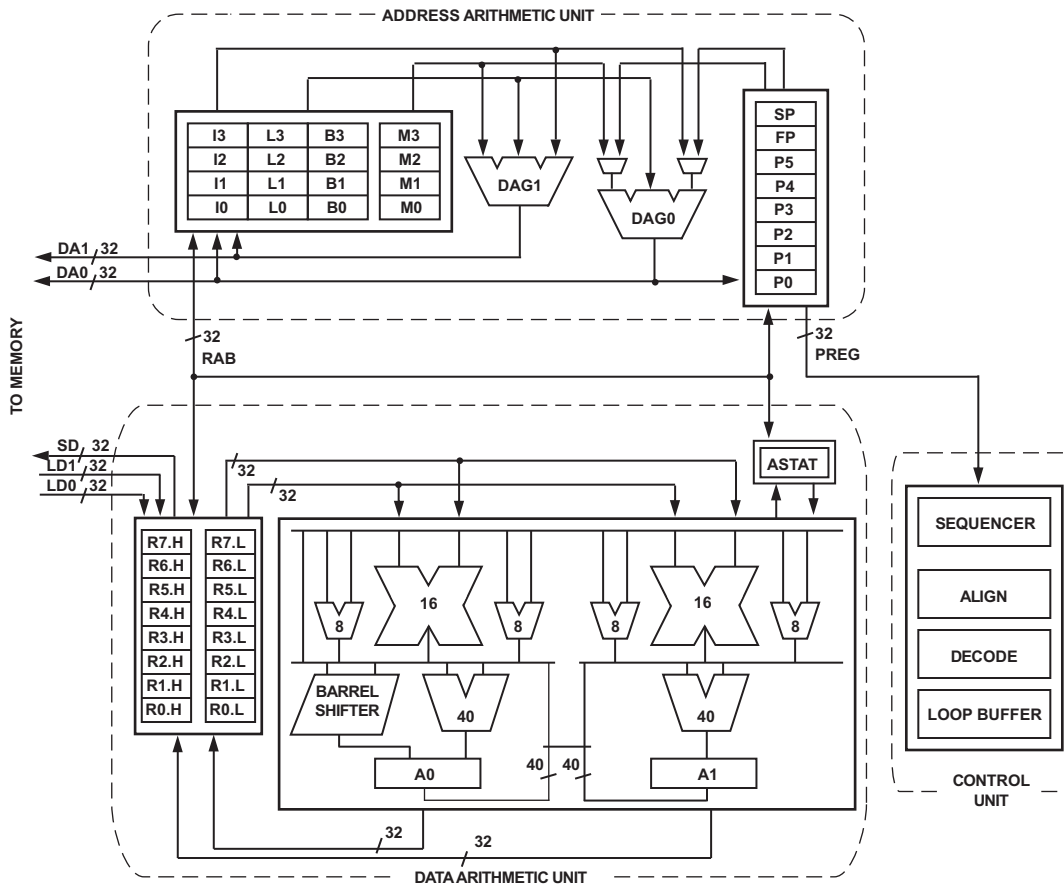 ADDRESS ARITHMETIC UNIT
I3 L3 B3 M3
I2 L2 B2 M2
I1 L1 B1 M1
I0 L0 B0 M0
DAG1
DAG0
SP
FP
P5
P4
P3
P2
P1
P0
DA1 32
DA0 32
TO MEMORY
32
RAB
32
PREG
SD 32
LD1 32
LD0 32
32
32
ASTAT
R7.H R7.L
R6.H R6.L
R5.H R5.L
R4.H R4.L
R3.H R3.L
R2.H R2.L
R1.H R1.L
R0.H R0.L
8 16 8 8 16 8
BARREL
SHIFTER
40
40
A0
40 40
A1
32
32
DATA ARITHMETIC UNIT
SEQUENCER
ALIGN
DECODE
LOOP BUFFER
CONTROL
UNIT